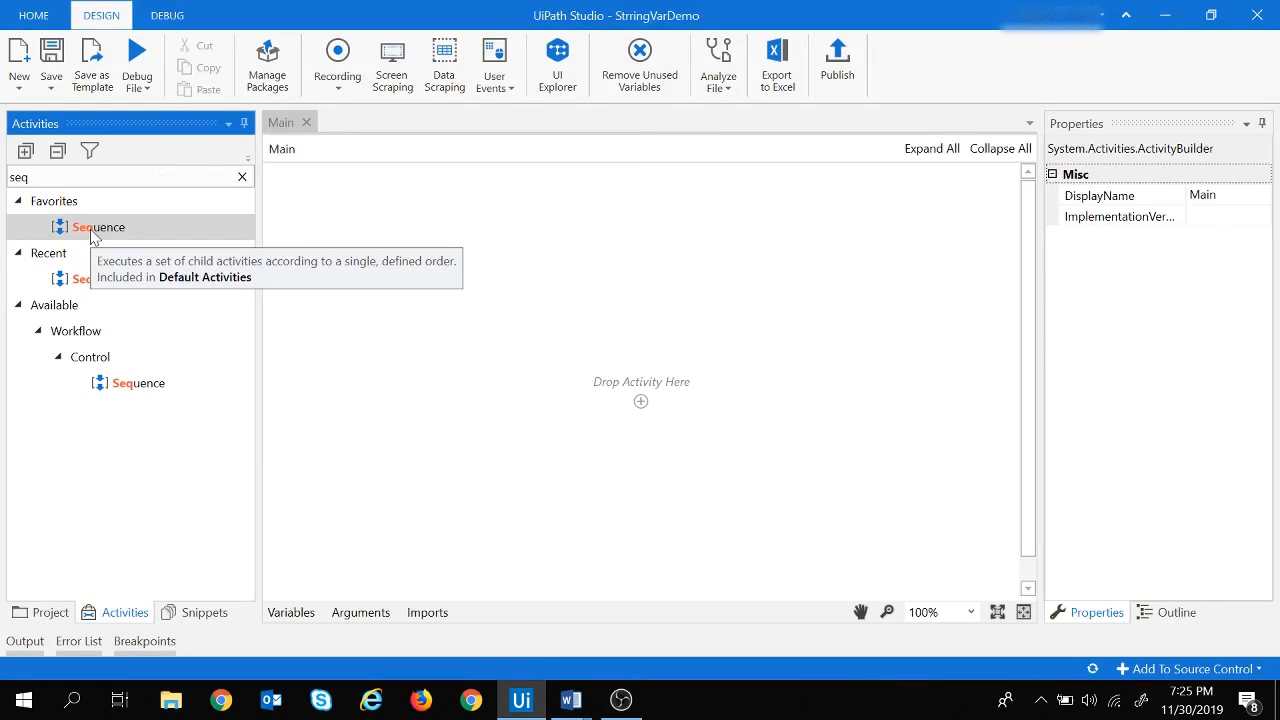 HOME DESIGN DEBUG UiPath Studio - StrringVarDemo
New Save Save as Template Debug File Cut Copy Paste Manage Packages Recording Screen Scraping Data Scraping User Events UI Explorer Remove Unused Variables Analyze File Export to Excel Publish
Activities
seq
Favorites
Sequence
Recent
Seq
Executes a set of child activities according to a single, defined order.
Included in Default Activities
Available
Workflow
Control
Sequence
Main
Main Expand All Collapse All
Drop Activity Here
Properties
System.Activities.ActivityBuilder
Misc
DisplayName Main
ImplementationVer...
Project Activities Snippets
Variables Arguments Imports 100%
Properties Outline
Output Error List Breakpoints
Add To Source Control
Ui
7:25 PM
11/30/2019
8